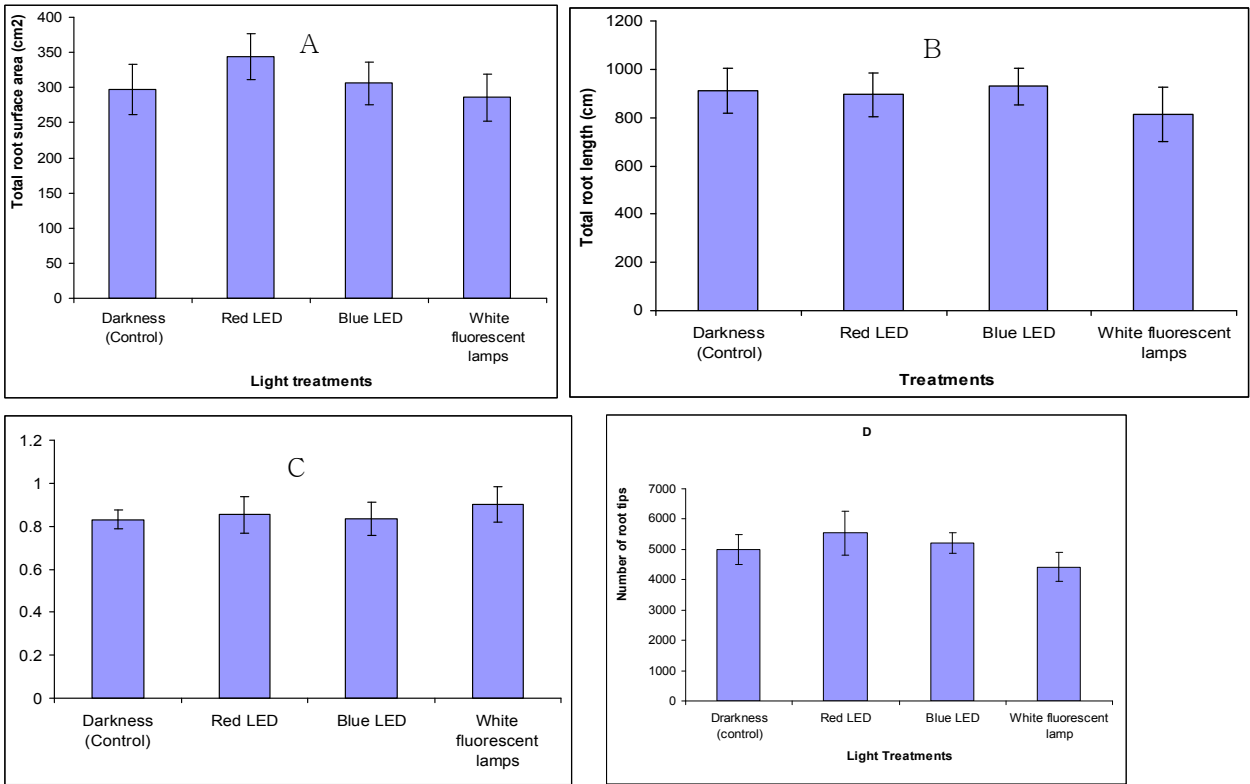 A
Total root surface area (cm2)
400
350
300
250
200
150
100
50
0
Darkness
(Control)
Red LED
Blue LED
White
fluorescent
lamps
Light treatments
B
Total root length (cm)
1200
1000
800
600
400
200
0
Darkness
(Control)
Red LED
Blue LED
White fluorescent
lamps
Treatments
C
1.2
1
0.8
0.6
0.4
0.2
0
Darkness
(Control)
Red LED
Blue LED
White
fluorescent
lamps
D
Number of root tips
7000
6000
5000
4000
3000
2000
1000
0
Drarkness
(control)
Red LED
Blue LED
White fluorescent
lamp
Light Treatments